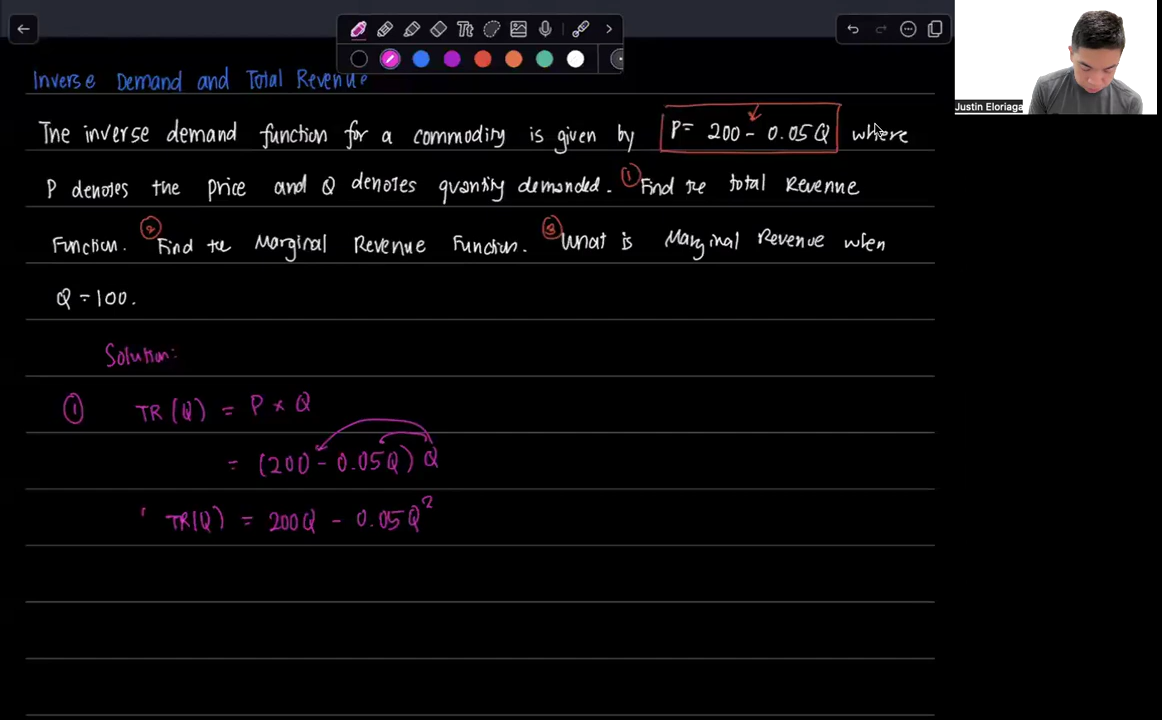 Inverse Demand and Total Revenue
The inverse demand function for a commodity is given by P = 200 - 0.05Q where
P denotes the price and Q denotes quantity demanded. ① Find the total Revenue
Function. ② Find the Marginal Revenue Function. ③ What is Marginal Revenue when
Q = 100.
Solution:
① TR(Q) = P × Q
= (200 - 0.05Q) Q
TR(Q) = 200Q - 0.05Q²
Justin Eloriaga